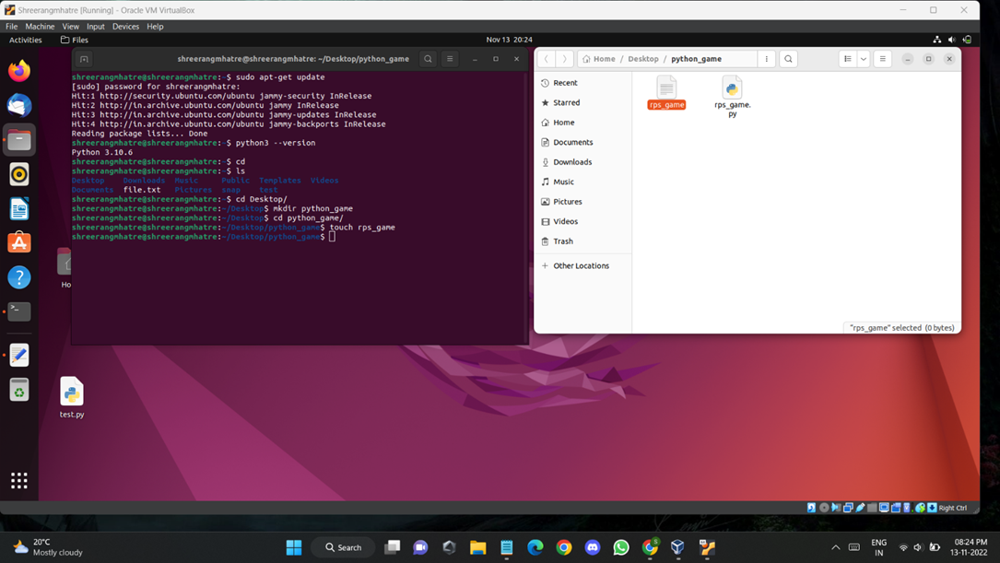 Shreerangmhatre [Running] - Oracle VM VirtualBox
File Machine View Input Devices Help
Activities Files Nov 13 20:24
shreerangmhatre@shreerangmhatre: ~/Desktop/python_game
shreerangmhatre@shreerangmhatre:~$ sudo apt-get update
[sudo] password for shreerangmhatre:
Hit:1 http://security.ubuntu.com/ubuntu jammy-security InRelease
Hit:2 http://in.archive.ubuntu.com/ubuntu jammy InRelease
Hit:3 http://in.archive.ubuntu.com/ubuntu jammy-updates InRelease
Hit:4 http://in.archive.ubuntu.com/ubuntu jammy-backports InRelease
Reading package lists... Done
shreerangmhatre@shreerangmhatre:~$ python3 --version
Python 3.10.6
shreerangmhatre@shreerangmhatre:~$ cd
shreerangmhatre@shreerangmhatre:~$ ls
Desktop Downloads Music Public Templates Videos
Documents file.txt Pictures snap test
shreerangmhatre@shreerangmhatre:~$ cd Desktop/
shreerangmhatre@shreerangmhatre:~/Desktop$ mkdir python_game
shreerangmhatre@shreerangmhatre:~/Desktop$ cd python_game/
shreerangmhatre@shreerangmhatre:~/Desktop/python_game$ touch rps_game
shreerangmhatre@shreerangmhatre:~/Desktop/python_game$
Home / Desktop / python_game
Recent
Starred
Home
Documents
Downloads
Music
Pictures
Videos
Trash
+ Other Locations
rps_game
rps_game.
py
"rps_game" selected (0 bytes)
Ho
test.py
Right Ctrl
20°C
Mostly cloudy
Search
ENG
IN
08:24 PM
13-11-2022